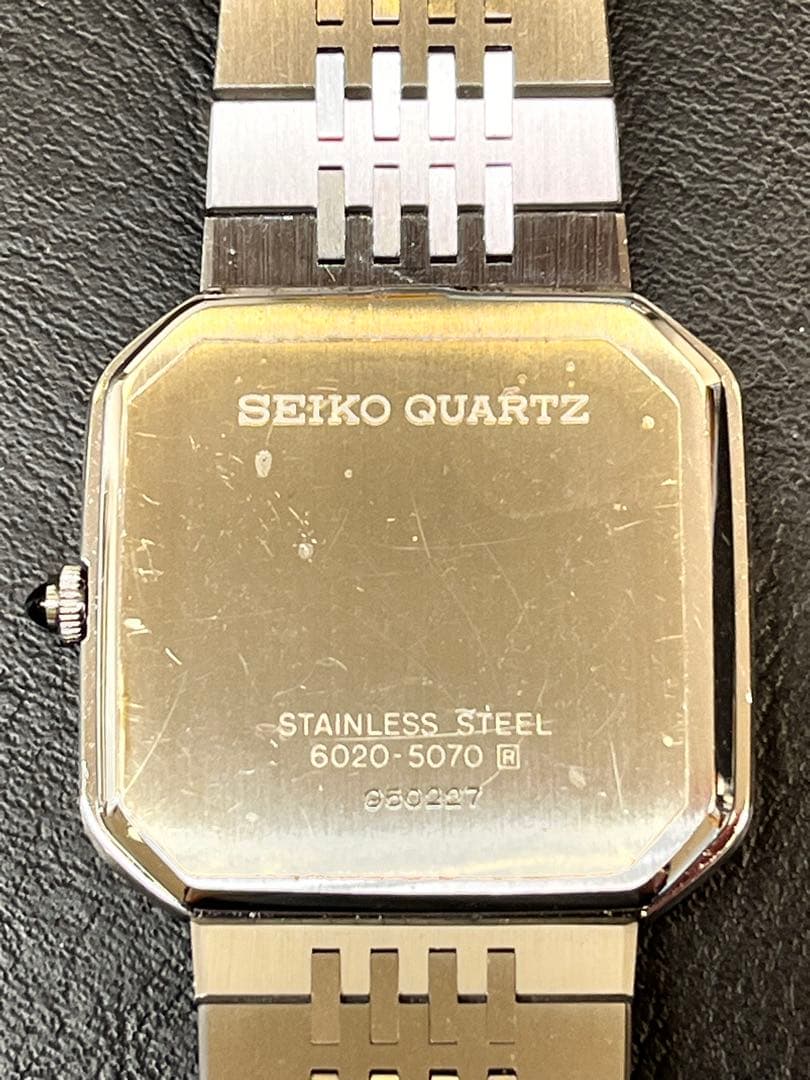 SEIKO QUARTZ
STAINLESS STEEL
6020-5070 R
950227